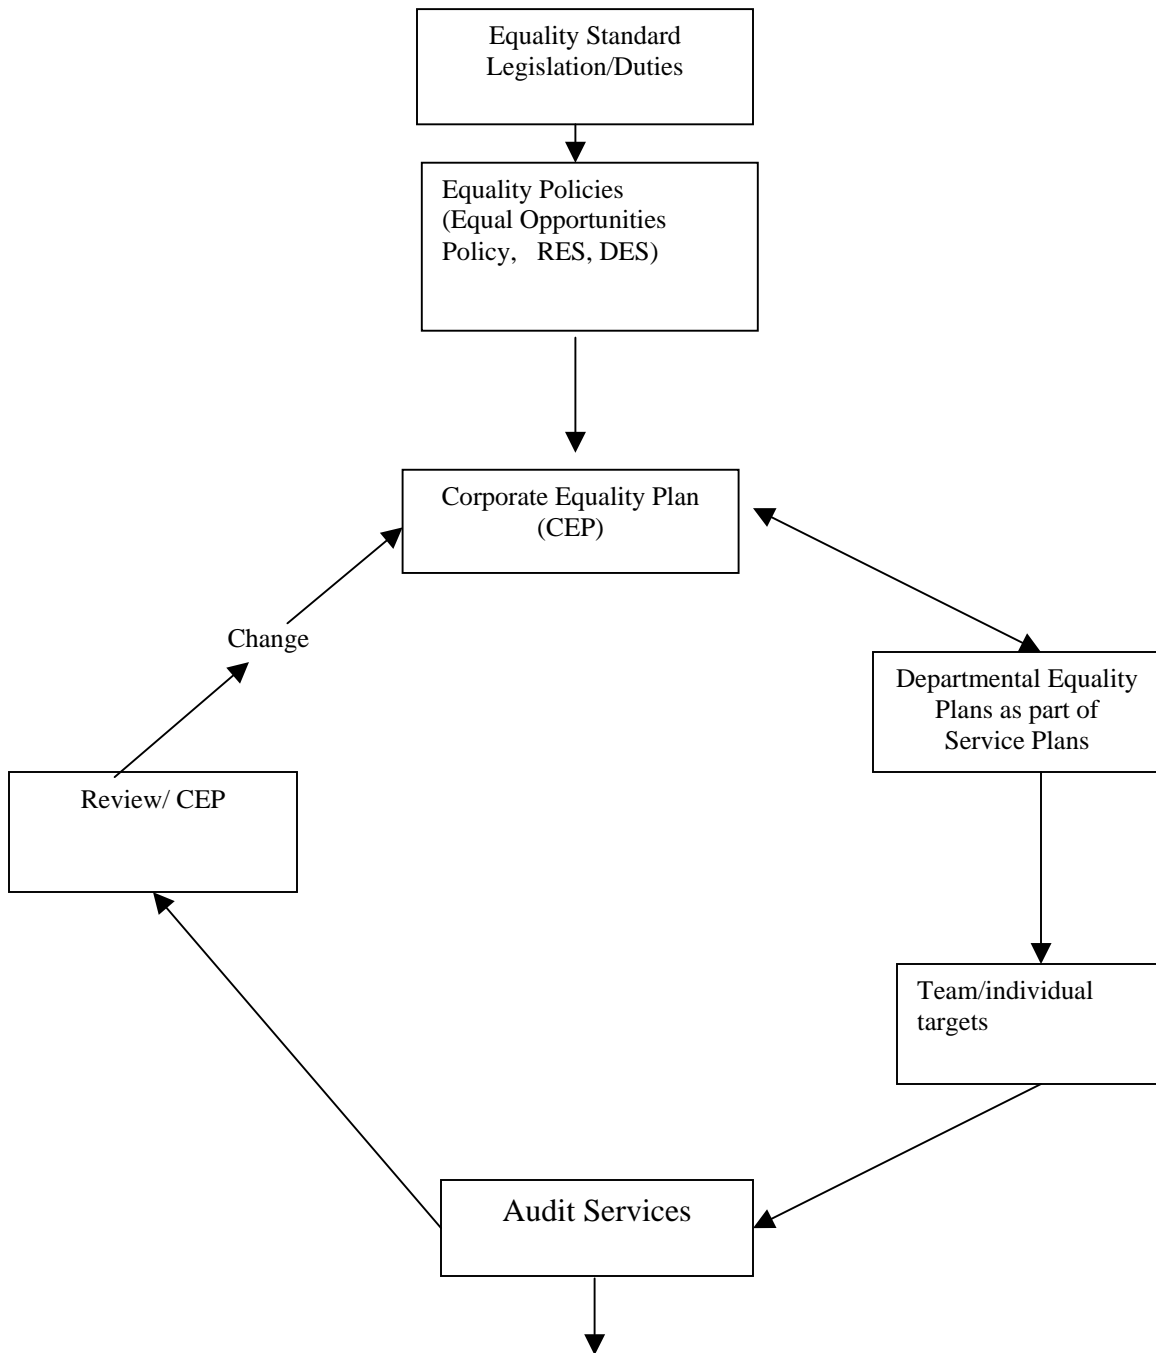 Equality Standard
Legislation/Duties
Equality Policies
(Equal Opportunities
Policy, RES, DES)
Corporate Equality Plan
(CEP)
Change
Departmental Equality
Plans as part of
Service Plans
Review/ CEP
Team/individual
targets
Audit Services